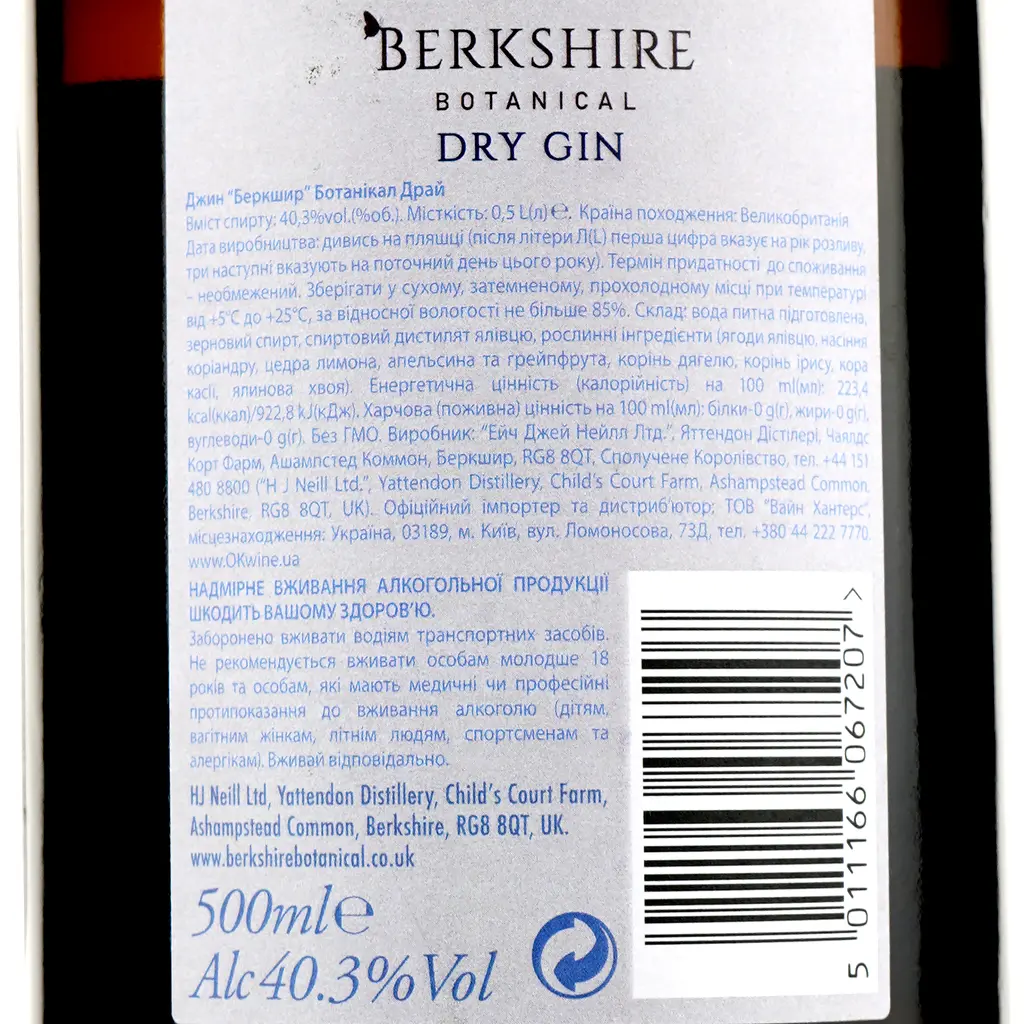 BERKSHIRE
BOTANICAL
DRY GIN
Джин "Беркшир" Ботанікал Драй
Вміст спирту: 40,3%vol.(%об.). Місткість: 0,5 L(л)℮. Країна походження: Великобританія
Дата виробництва: дивись на пляшці (після літери Л(L) перша цифра вказує на рік розливу,
три наступні вказують на поточний день цього року). Термін придатності до споживання
- необмежений. Зберігати у сухому, затемненому, прохолодному місці при температурі
від +5°С до +25°С, за відносної вологості не більше 85%. Склад: вода питна підготовлена,
зерновий спирт, спиртовий дистилят ялівцю, рослинні інгредієнти (ягоди ялівцю, насіння
коріандру, цедра лимона, апельсина та грейпфрута, корінь дягелю, корінь ірису, кора
касії, ялинова хвоя). Енергетична цінність (калорійність) на 100 ml(мл): 223,4
kcal(ккал)/922,8 kJ(кДж). Харчова (поживна) цінність на 100 ml(мл): білки-0 g(г), жири-0 g(г),
вуглеводи-0 g(г). Без ГМО. Виробник: "Ейч Джей Нейлл Лтд.", Яттендон Дістілері, Чаялдс
Корт Фарм, Ашампстед Коммон, Беркшир, RG8 8QT, Сполучене Королівство, тел. +44 151
480 8800 ("H J Neill Ltd.", Yattendon Distillery, Child's Court Farm, Ashampstead Common,
Berkshire, RG8 8QT, UK). Офіційний імпортер та дистриб'ютор: ТОВ "Вайн Хантерс",
місцезнаходження: Україна, 03189, м. Київ, вул. Ломоносова, 73Д, тел. +380 44 222 7770.
www.OKwine.ua
НАДМІРНЕ ВЖИВАННЯ АЛКОГОЛЬНОЇ ПРОДУКЦІЇ
ШКОДИТЬ ВАШОМУ ЗДОРОВ'Ю.
Заборонено вживати водіям транспортних засобів.
Не рекомендується вживати особам молодше 18
років та особам, які мають медичні чи професійні
протипоказання до вживання алкоголю (дітям,
вагітним жінкам, літнім людям, спортсменам та
алергікам). Вживай відповідально.
HJ Neill Ltd, Yattendon Distillery, Child's Court Farm,
Ashampstead Common, Berkshire, RG8 8QT, UK.
www.berkshirebotanical.co.uk
500ml℮
Alc 40.3% Vol
5 011166 067207 >